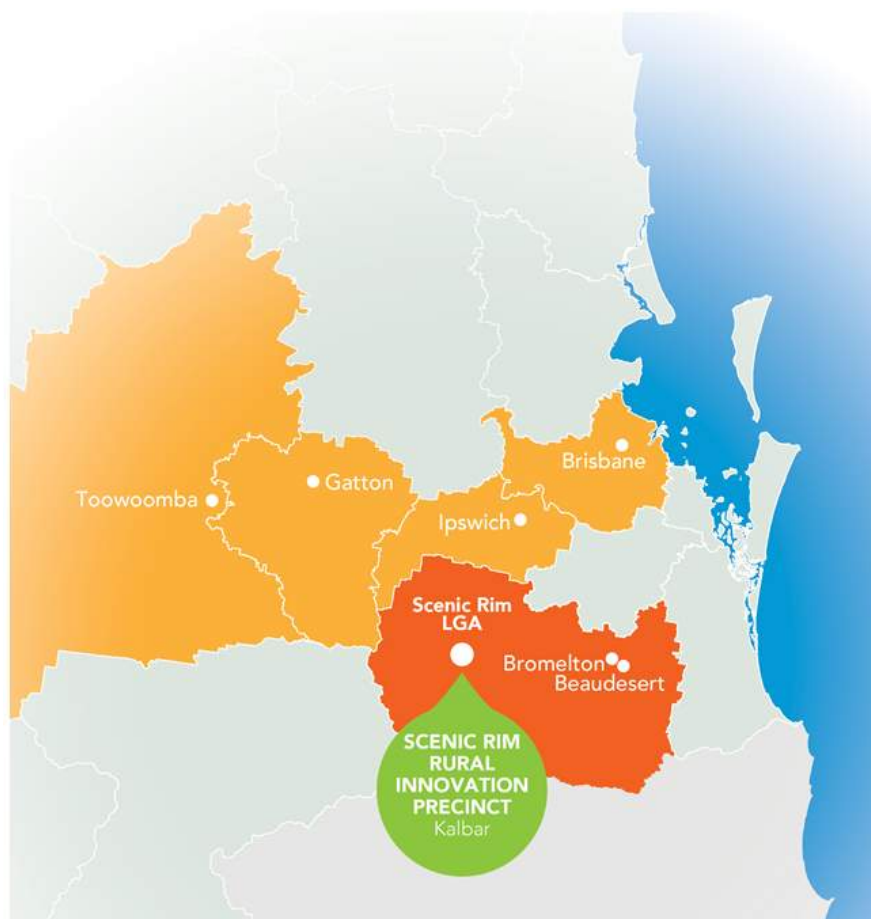 Brisbane
Toowoomba
Gatton
Ipswich
Scenic Rim
LGA
Bromelton
Beaudesert
SCENIC RIM
RURAL
INNOVATION
PRECINCT
Kalbar